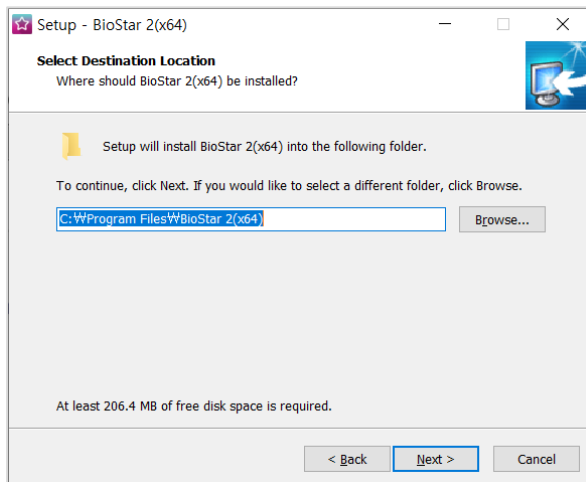 Setup - BioStar 2(x64)
Select Destination Location
Where should BioStar 2(x64) be installed?
Setup will install BioStar 2(x64) into the following folder.
To continue, click Next. If you would like to select a different folder, click Browse.
C:₩Program Files₩BioStar 2(x64)
Browse...
At least 206.4 MB of free disk space is required.
< Back
Next >
Cancel